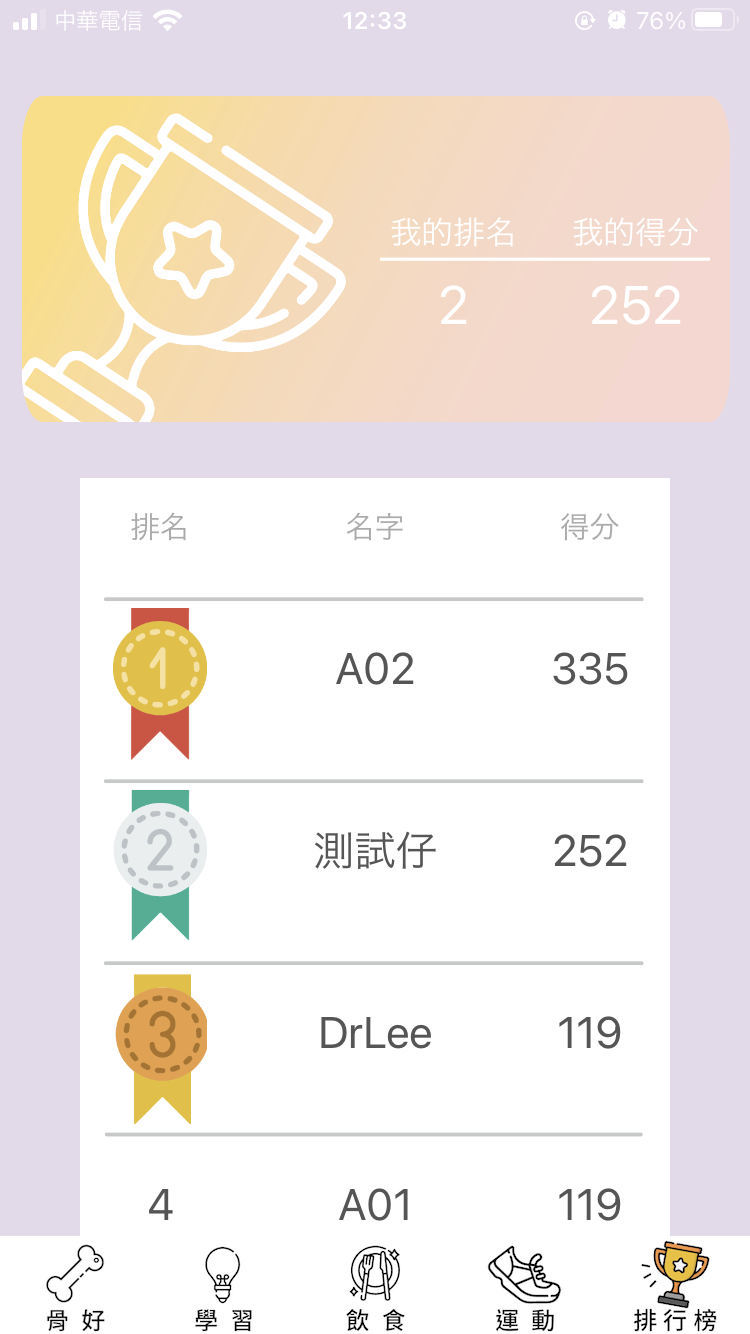 中華電信 12:33 76%
我的排名 我的得分
2 252
排名 名字 得分
1 A02 335
2 測試仔 252
3 DrLee 119
4 A01 119
骨好 學習 飲食 運動 排行榜